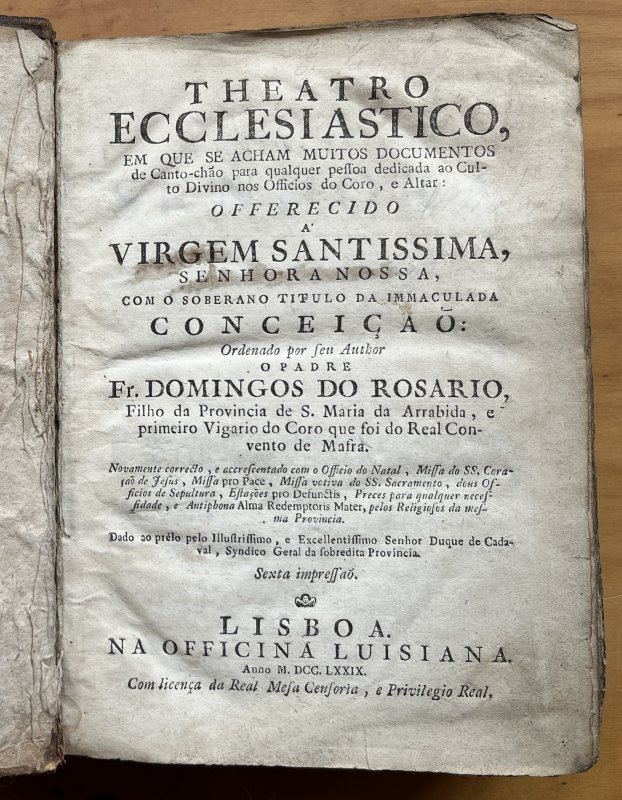 THEATRO
ECCLESIASTICO,
EM QUE SE ACHAM MUITOS DOCUMENTOS
de Canto-chão para qualquer peſſoa dedicada ao Cul-
to Divino nos Officios do Coro, e Altar:
OFFERECIDO
A'
VIRGEM SANTISSIMA,
SENHORA NOSSA,
COM O SOBERANO TITULO DA IMMACULADA
CONCEIÇAÕ:
Ordenado por ſeu Author
O PADRE
Fr. DOMINGOS DO ROSARIO,
Filho da Provincia de S. Maria da Arrabida, e
primeiro Vigario do Coro que foi do Real Con-
vento de Mafra.
Novamente correcto, e accreſcentado com o Officio do Natal, Miſſa do SS. Cora-
çaõ de Jeſus, Miſſa pro Pace, Miſſa votiva do SS. Sacramento, dous Of-
ficios de Sepultura, Eſtações pro Defunctis, Preces para qualquer neceſ-
ſidade, e Antiphona Alma Redemptoris Mater, pelos Religioſos da meſ-
ma Provincia.
Dado ao prélo pelo Illuſtriſſimo, e Excellentiſſimo Senhor Duque de Cada-
val, Syndico Geral da ſobredita Provincia.
Sexta impreſſaõ.
LISBOA.
NA OFFICINA LUISIANA.
Anno M. DCC. LXXIX.
Com licença da Real Meſa Cenſoria, e Privilegio Real.